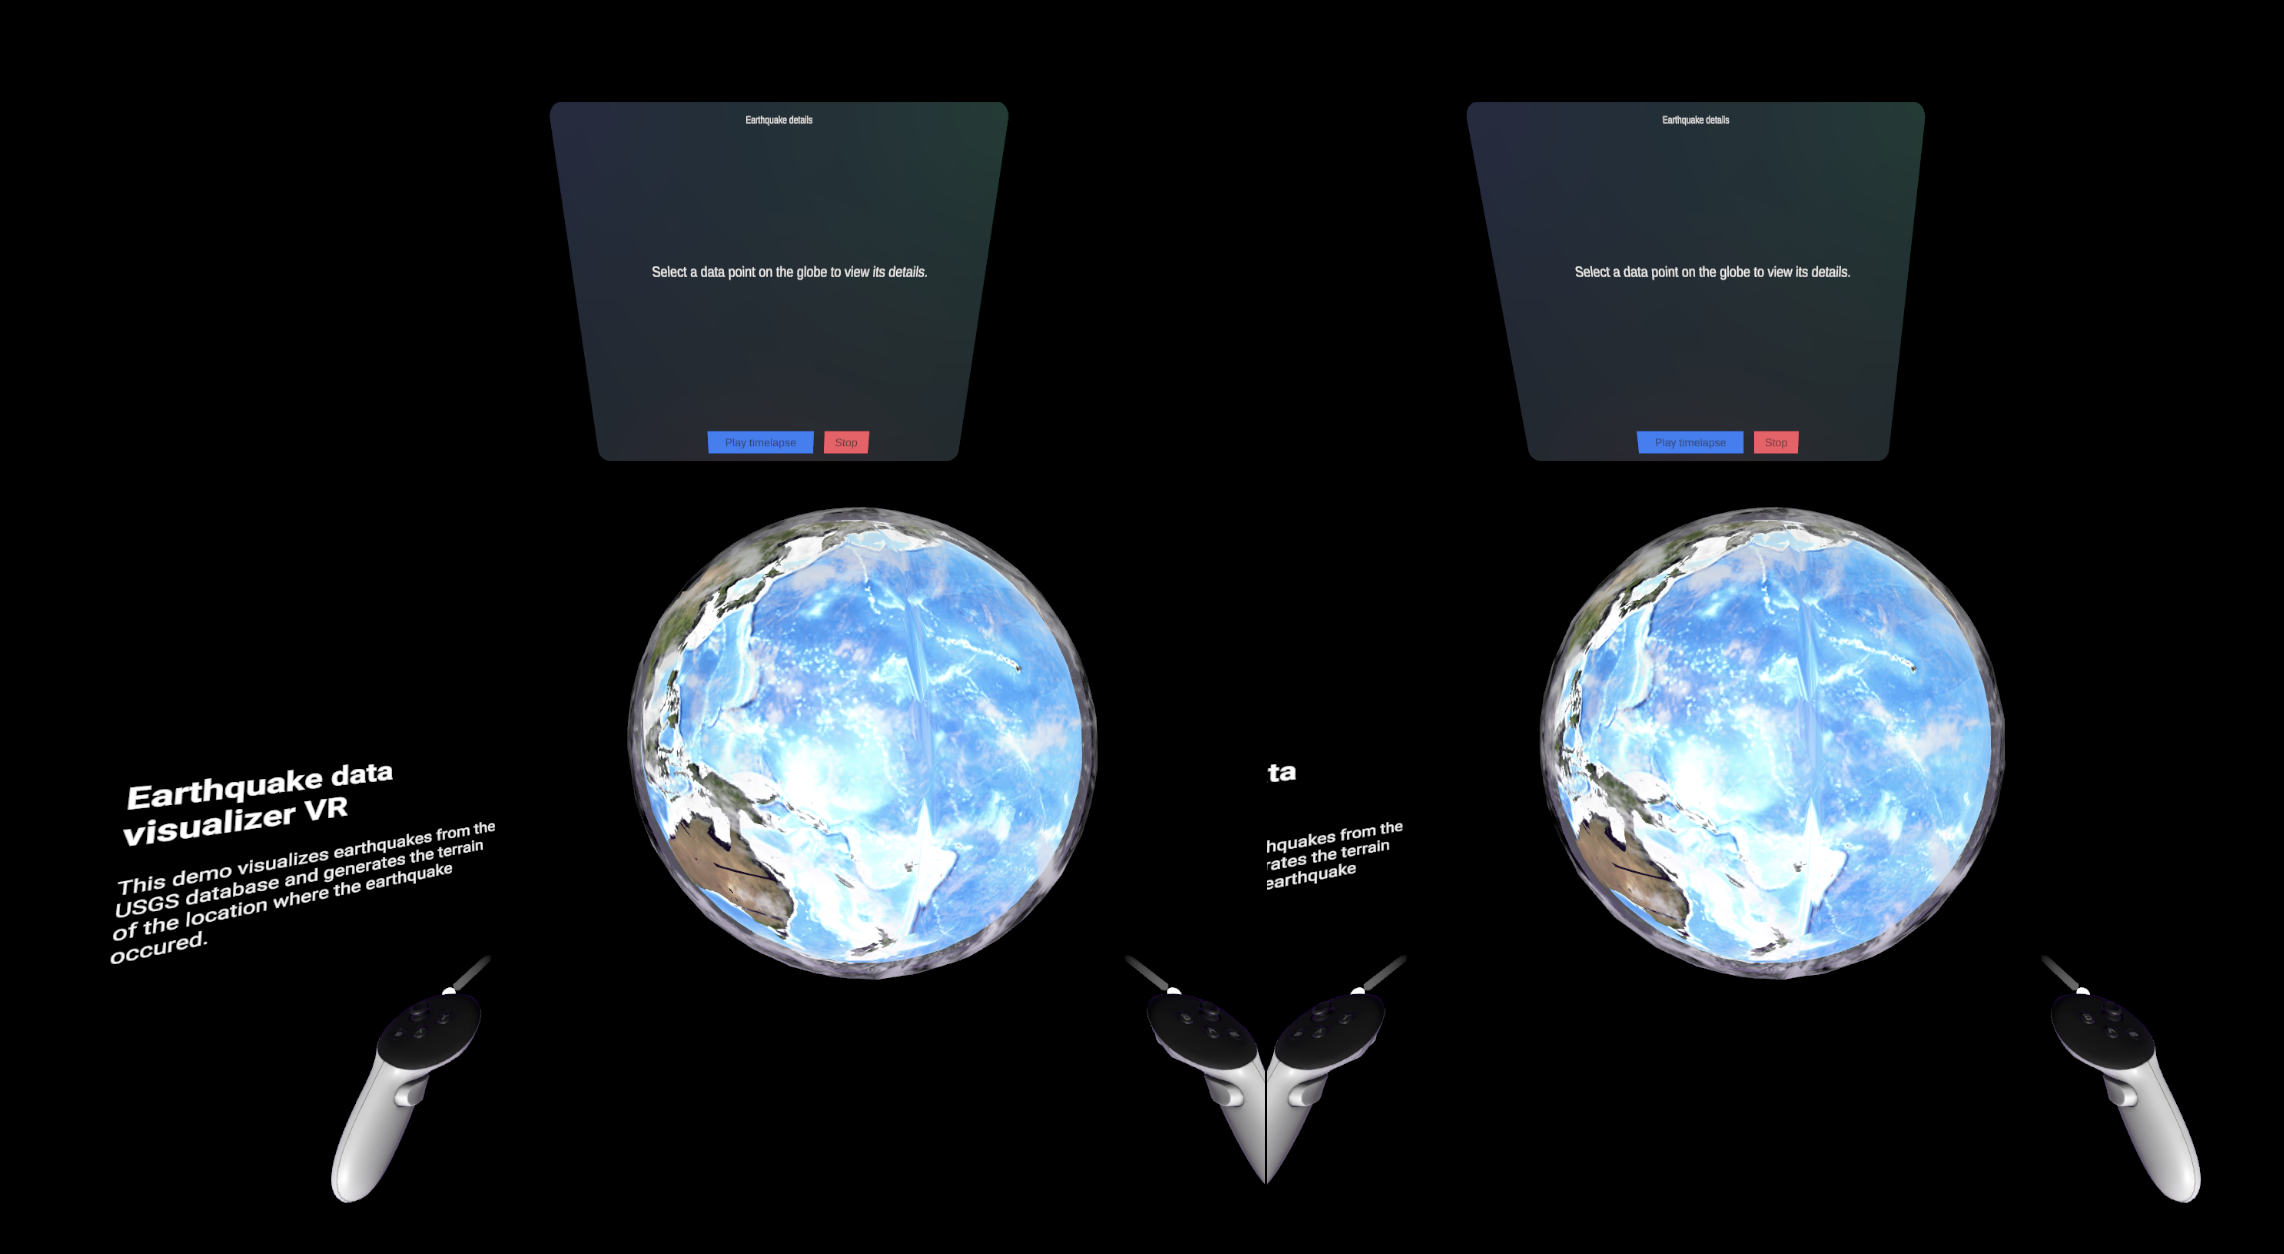 Earthquake details
Select a data point on the globe to view its details.
Play timelapse
Stop
Earthquake data
visualizer VR
This demo visualizes earthquakes from the
USGS database and generates the terrain
of the location where the earthquake
occured.
Earthquake details
Select a data point on the globe to view its details.
Play timelapse
Stop
ta
hquakes from the
rates the terrain
earthquake